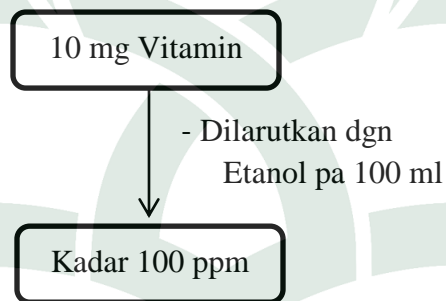 10 mg Vitamin
- Dilarutkan dgn
Etanol pa 100 ml
Kadar 100 ppm